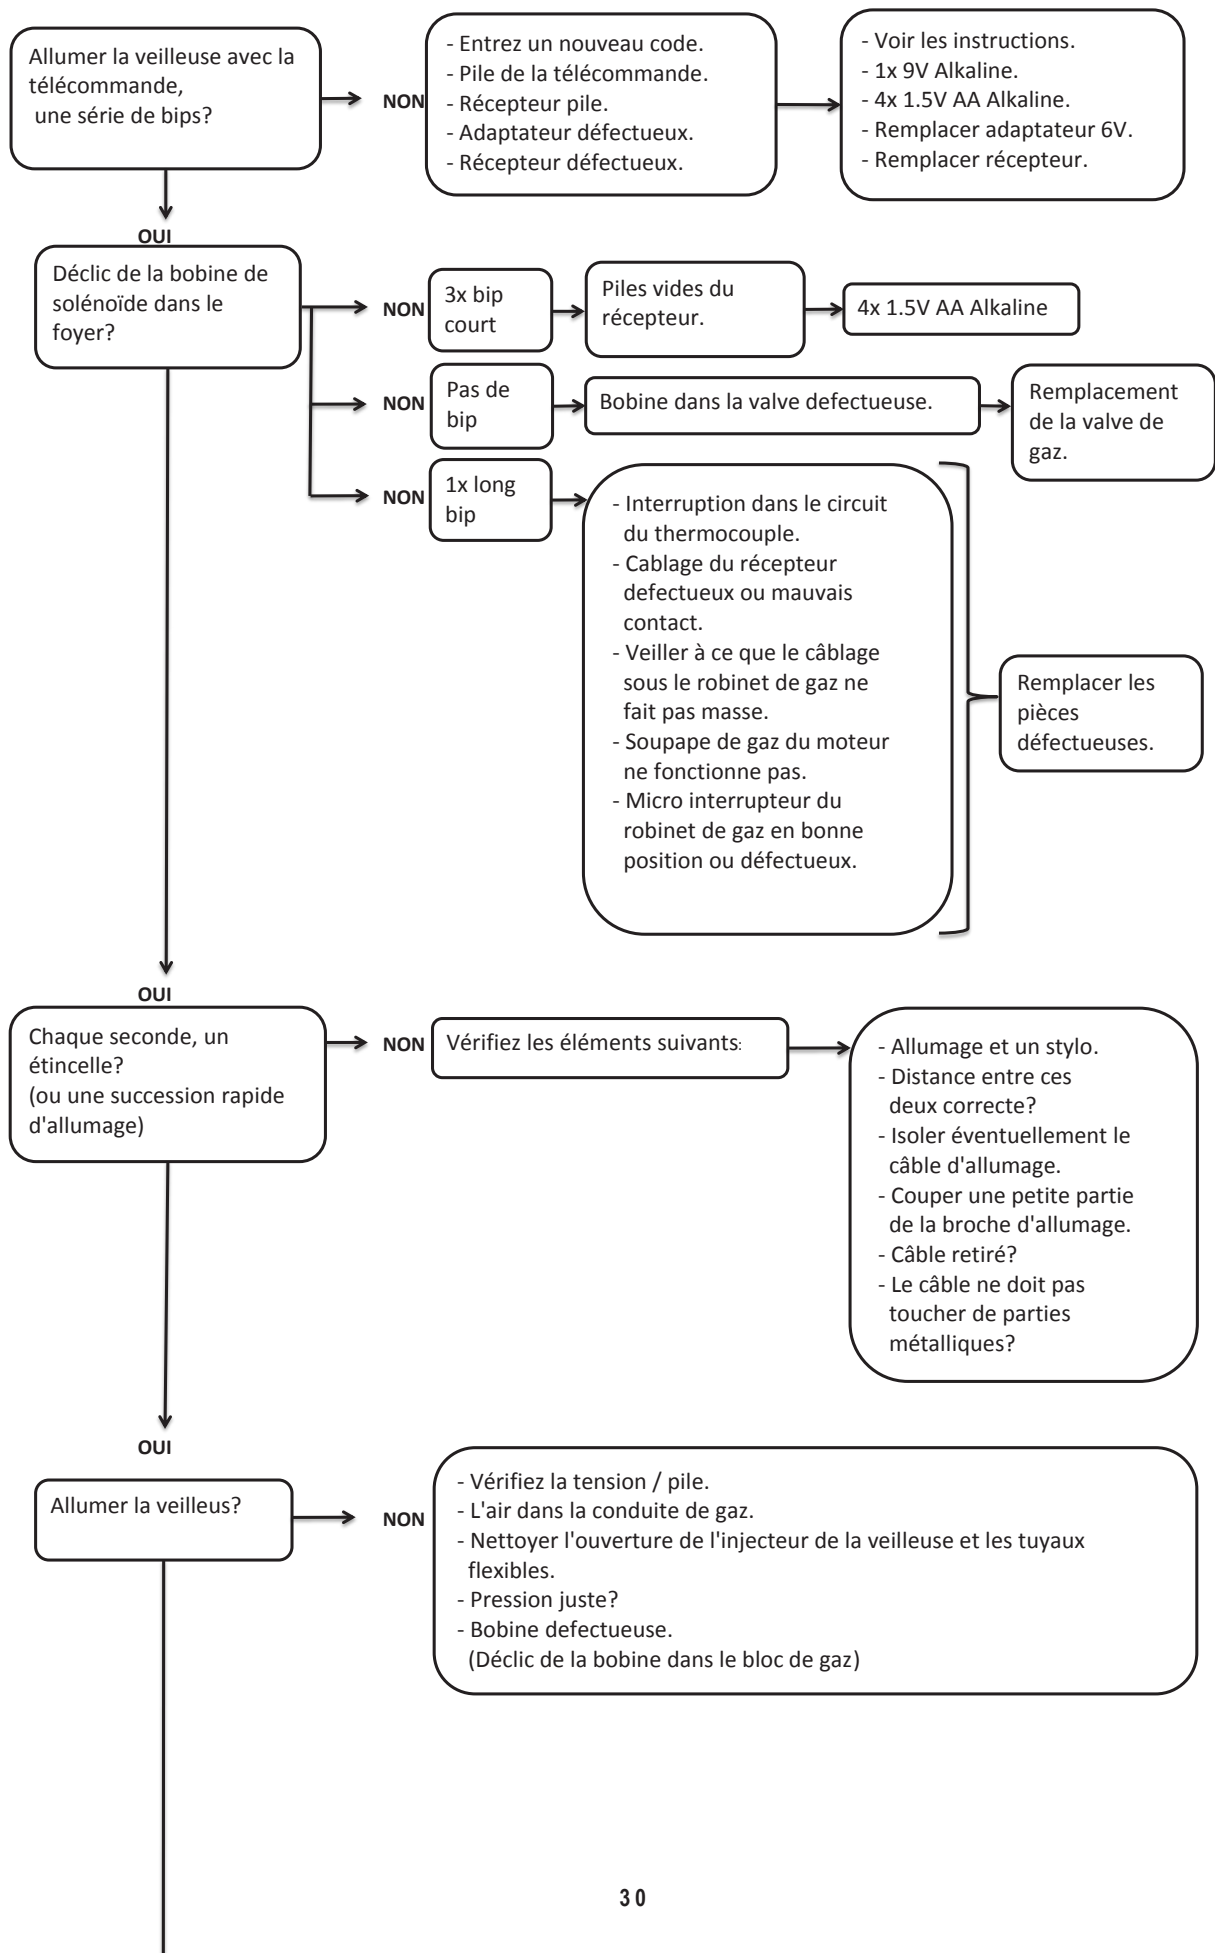 Allumer la veilleuse avec la
télécommande,
une série de bips?
NON
- Entrez un nouveau code.
- Pile de la télécommande.
- Récepteur pile.
- Adaptateur défectueux.
- Récepteur défectueux.
- Voir les instructions.
- 1x 9V Alkaline.
- 4x 1.5V AA Alkaline.
- Remplacer adaptateur 6V.
- Remplacer récepteur.
OUI
Déclic de la bobine de
solénoïde dans le
foyer?
NON
3x bip
court
Piles vides du
récepteur.
4x 1.5V AA Alkaline
NON
Pas de
bip
Bobine dans la valve defectueuse.
Remplacement
de la valve de
gaz.
NON
1x long
bip
- Interruption dans le circuit
du thermocouple.
- Cablage du récepteur
defectueux ou mauvais
contact.
- Veiller à ce que le câblage
sous le robinet de gaz ne
fait pas masse.
- Soupape de gaz du moteur
ne fonctionne pas.
- Micro interrupteur du
robinet de gaz en bonne
position ou défectueux.
Remplacer les
pièces
défectueuses.
OUI
Chaque seconde, un
étincelle?
(ou une succession rapide
d'allumage)
NON
Vérifiez les éléments suivants:
- Allumage et un stylo.
- Distance entre ces
deux correcte?
- Isoler éventuellement le
câble d'allumage.
- Couper une petite partie
de la broche d'allumage.
- Câble retiré?
- Le câble ne doit pas
toucher de parties
métalliques?
OUI
Allumer la veilleus?
NON
- Vérifiez la tension / pile.
- L'air dans la conduite de gaz.
- Nettoyer l'ouverture de l'injecteur de la veilleuse et les tuyaux
flexibles.
- Pression juste?
- Bobine defectueuse.
(Déclic de la bobine dans le bloc de gaz)
30